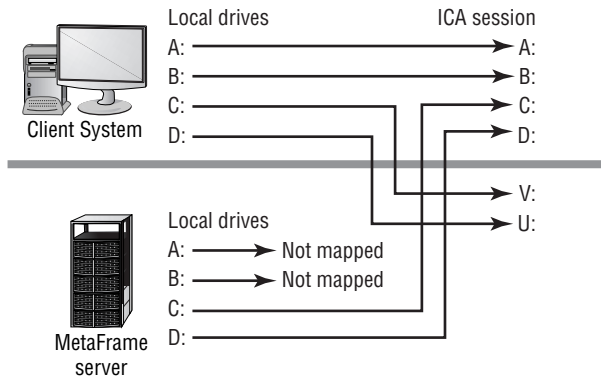 Local drives
ICA session
A:
A:
B:
B:
C:
C:
D:
D:
Client System
V:
U:
Local drives
A:
Not mapped
B:
Not mapped
C:
D:
MetaFrame
server